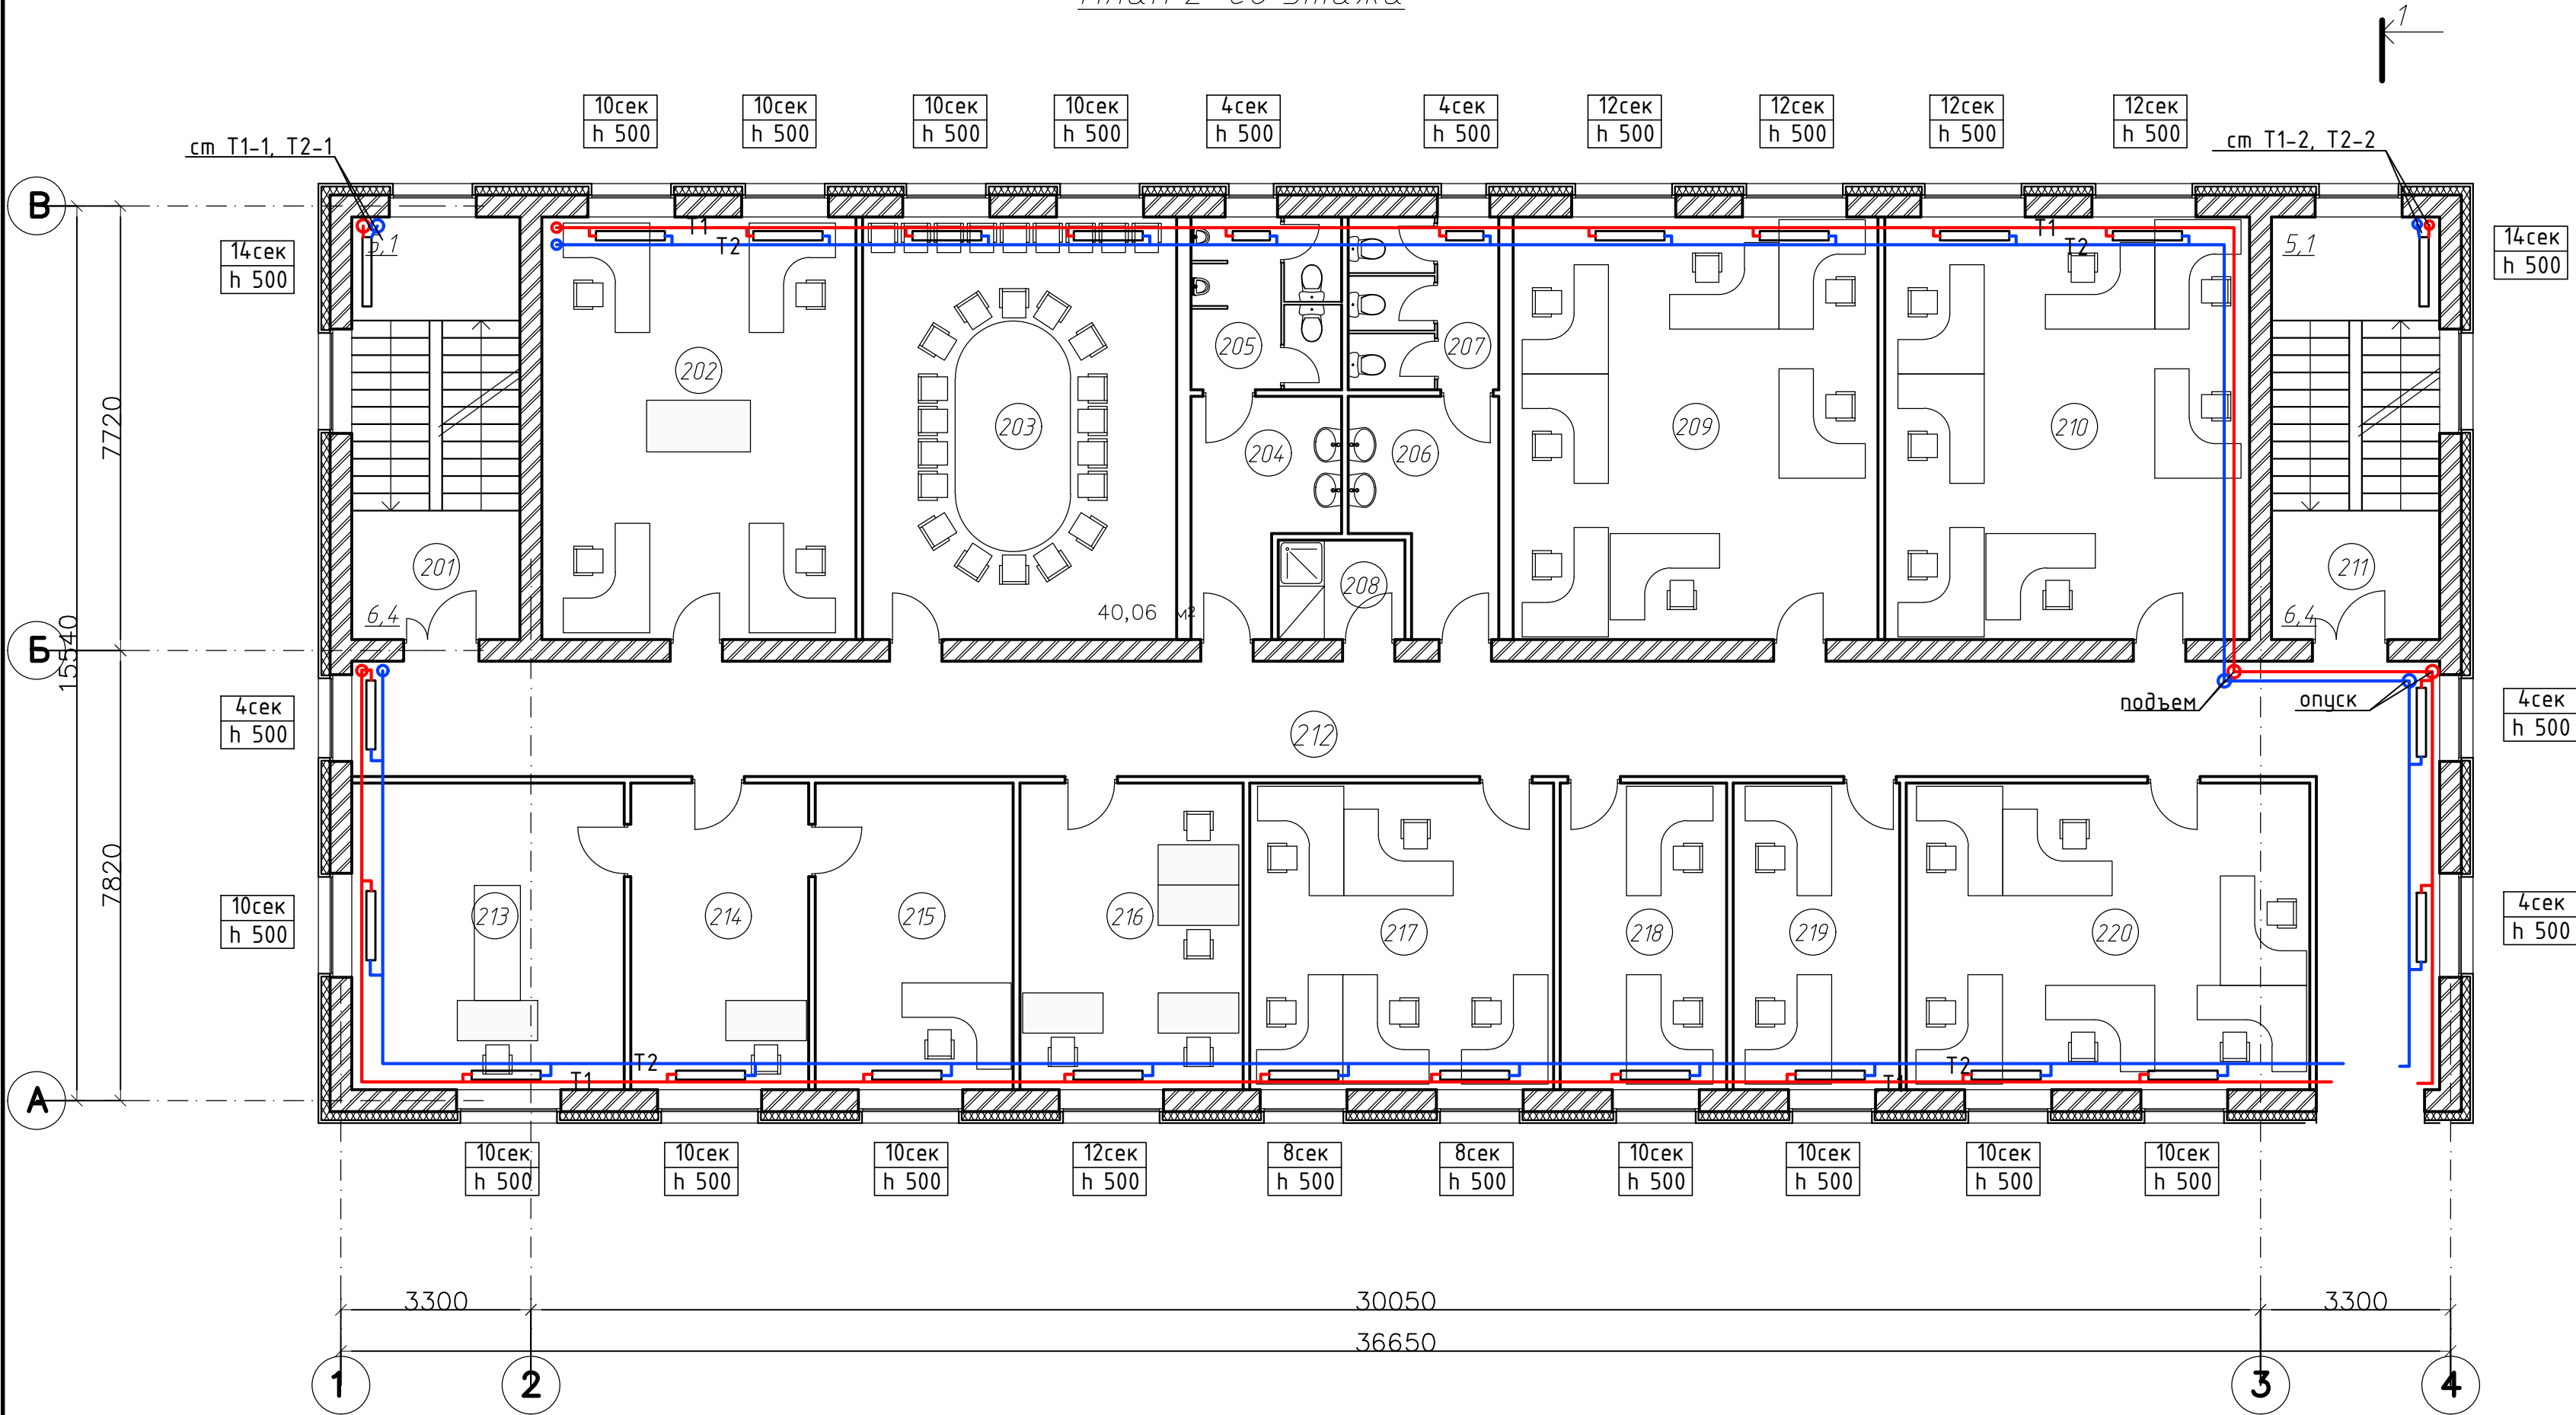 План 2-го этажа
1
10сек
h 500
10сек
h 500
10сек
h 500
10сек
h 500
4сек
h 500
4сек
h 500
12сек
h 500
12сек
h 500
12сек
h 500
12сек
h 500
ст Т1-1, Т2-1
ст Т1-2, Т2-2
В
14сек
h 500
5,1
Т1
Т2
Т1
Т2
5,1
14сек
h 500
7720
202
205
207
203
204
206
209
210
201
208
211
6,4
40,06 м²
6,4
Б
15540
4сек
h 500
212
подъем
опуск
4сек
h 500
7820
10сек
h 500
213
214
215
216
217
218
219
220
4сек
h 500
Т1
Т2
Т1
Т2
А
10сек
h 500
10сек
h 500
10сек
h 500
12сек
h 500
8сек
h 500
8сек
h 500
10сек
h 500
10сек
h 500
10сек
h 500
10сек
h 500
3300
30050
3300
36650
1
2
3
4